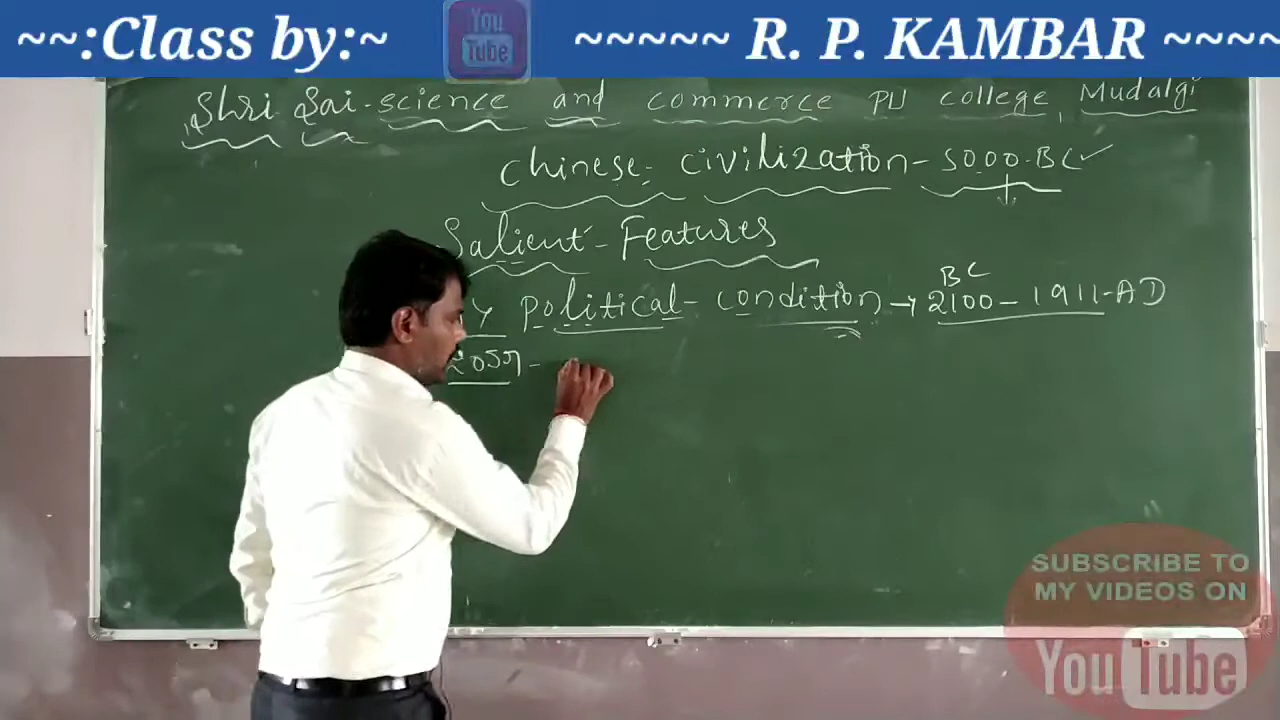 ~~:Class by:~ You Tube ~~~~~ R. P. KAMBAR ~~~~
Shri Sai-science and commerce PU college, Mudalgi
Chinese civilization - 5000-BC ✓
Salient-Features
political-condition → 2100 - 1911-AD
BC
SUBSCRIBE TO
MY VIDEOS ON
YouTube